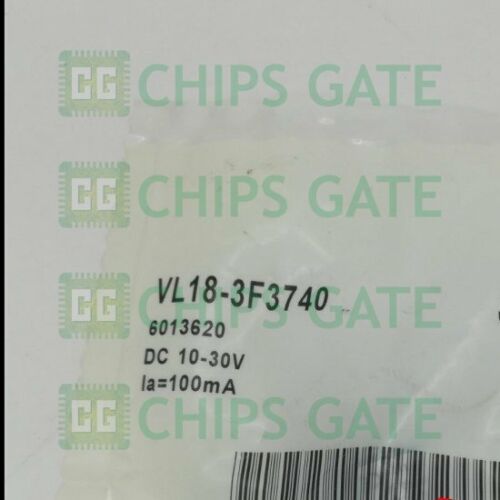 CG CHIPS GATE
CG CHIPS GATE
VL18-3F3740
CG CHIPS GATE
6013620
DC 10-30V
Ia=100mA
CG CHIPS GATE